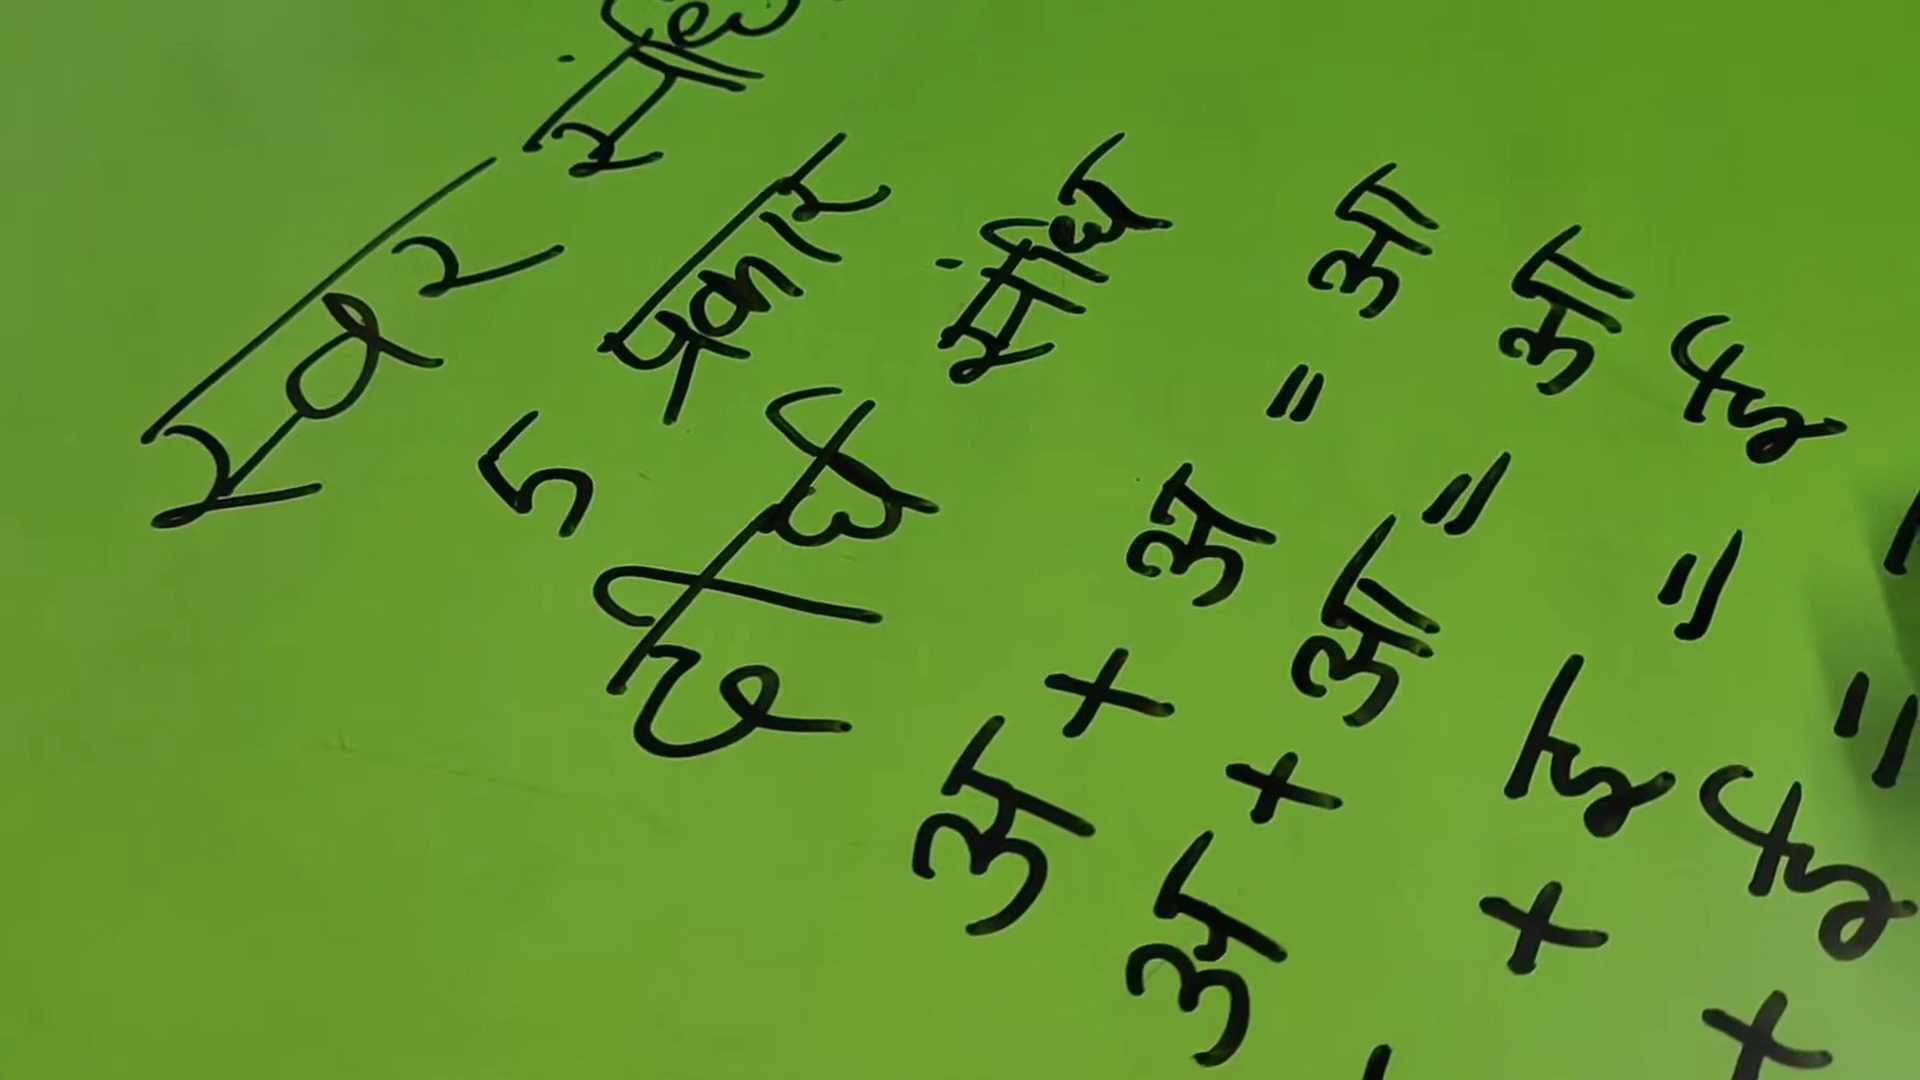 स्वर संधि
5 प्रकार
दीर्घ संधि
अ + अ = आ
अ + आ = आ
+ इ = ई
+ ई =